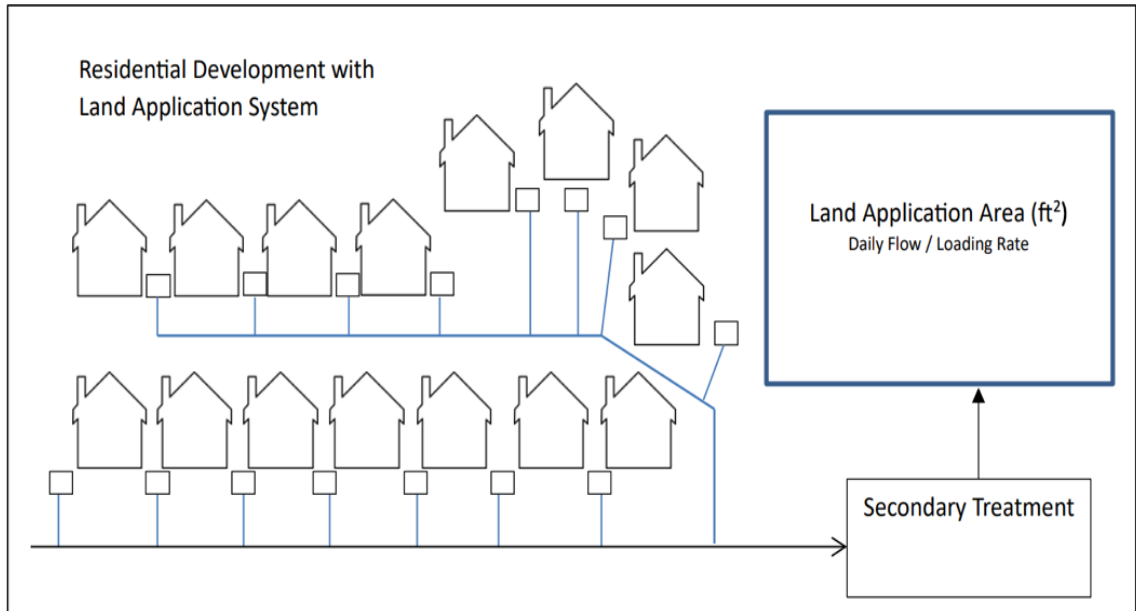 Residential Development with
Land Application System
Land Application Area (ft²)
Daily Flow / Loading Rate
Secondary Treatment